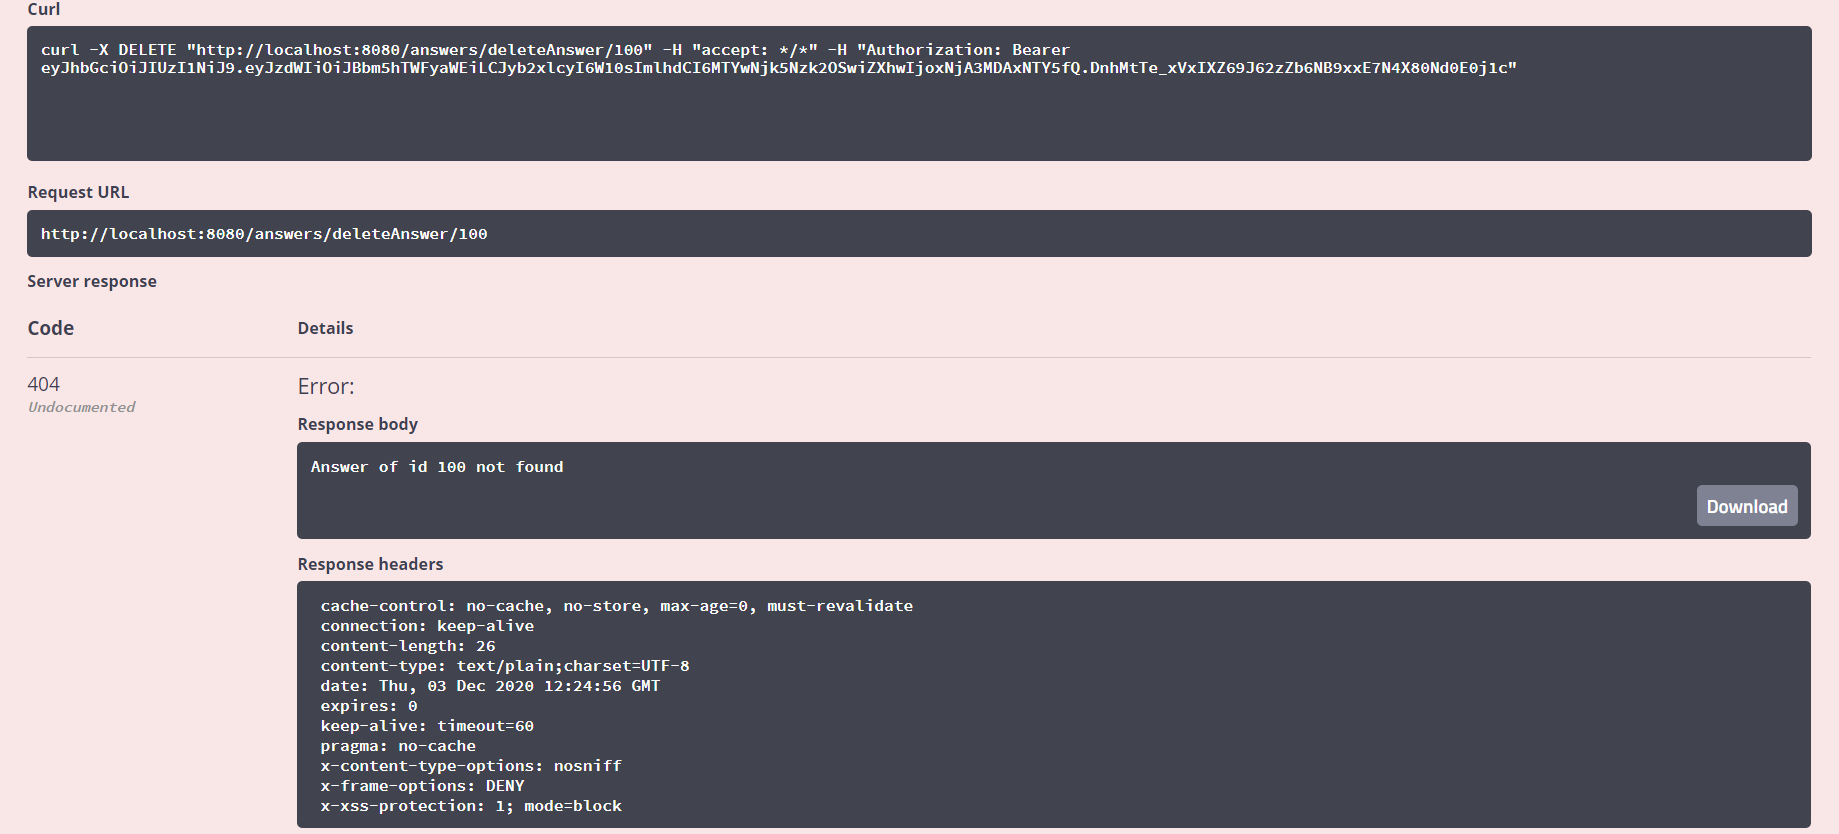 Curl
curl -X DELETE "http://localhost:8080/answers/deleteAnswer/100" -H "accept: */*" -H "Authorization: Bearer
eyJhbGciOiJIUzI1NiJ9.eyJzdWIiOiJBbm5hTWFyaWEiLCJyb2xlcyI6W10sImlhdCI6MTYwNjk5Nzk2OSwiZXhwIjoxNjA3MDAxNTY5fQ.DnhMtTe_xVxIXZ69J62zZb6NB9xxE7N4X80Nd0E0j1c"
Request URL
http://localhost:8080/answers/deleteAnswer/100
Server response
Code Details
404 Error:
Undocumented
Response body
Answer of id 100 not found
Download
Response headers
cache-control: no-cache, no-store, max-age=0, must-revalidate
connection: keep-alive
content-length: 26
content-type: text/plain;charset=UTF-8
date: Thu, 03 Dec 2020 12:24:56 GMT
expires: 0
keep-alive: timeout=60
pragma: no-cache
x-content-type-options: nosniff
x-frame-options: DENY
x-xss-protection: 1; mode=block